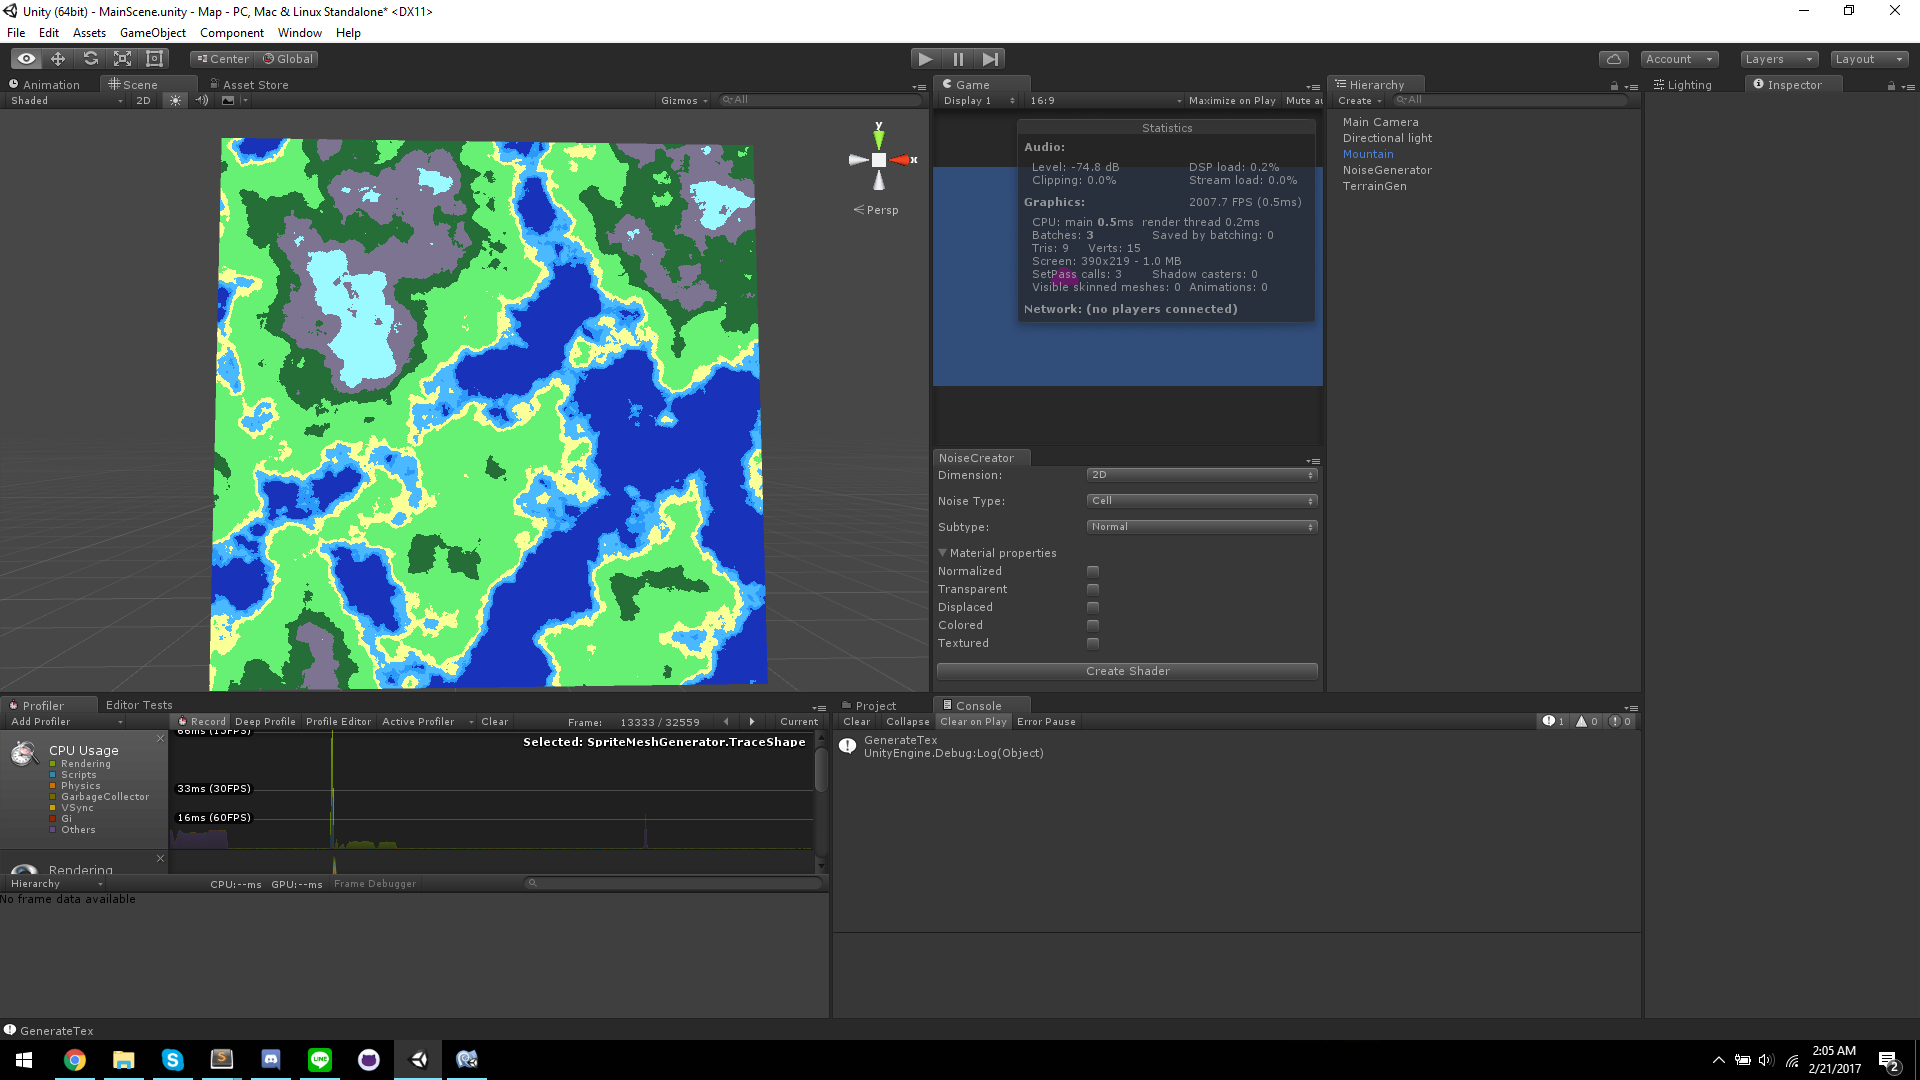 Unity (64bit) - MainScene.unity - Map - PC, Mac & Linux Standalone* <DX11>
File Edit Assets GameObject Component Window Help
Center Global
Account Layers Layout
Animation Scene Asset Store
Shaded 2D Gizmos All
y
x
Persp
Game
Display 1 16:9 Maximize on Play Mute au
Statistics
Audio:
Level: -74.8 dB DSP load: 0.2%
Clipping: 0.0% Stream load: 0.0%
Graphics: 2007.7 FPS (0.5ms)
CPU: main 0.5ms render thread 0.2ms
Batches: 3 Saved by batching: 0
Tris: 9 Verts: 15
Screen: 390x219 - 1.0 MB
SetPass calls: 3 Shadow casters: 0
Visible skinned meshes: 0 Animations: 0
Network: (no players connected)
Hierarchy
Create All
Main Camera
Directional light
Mountain
NoiseGenerator
TerrainGen
Lighting Inspector
NoiseCreator
Dimension: 2D
Noise Type: Cell
Subtype: Normal
Material properties
Normalized
Transparent
Displaced
Colored
Textured
Create Shader
Profiler Editor Tests
Add Profiler Record Deep Profile Profile Editor Active Profiler Clear Frame: 13333 / 32559 Current
CPU Usage
Rendering
Scripts
Physics
GarbageCollector
VSync
Gi
Others
66ms (15FPS)
Selected: SpriteMeshGenerator.TraceShape
33ms (30FPS)
16ms (60FPS)
Rendering
Hierarchy CPU:--ms GPU:--ms Frame Debugger
No frame data available
Project Console
Clear Collapse Clear on Play Error Pause 1 0 0
GenerateTex
UnityEngine.Debug:Log(Object)
GenerateTex
LINE
2:05 AM
2/21/2017
2